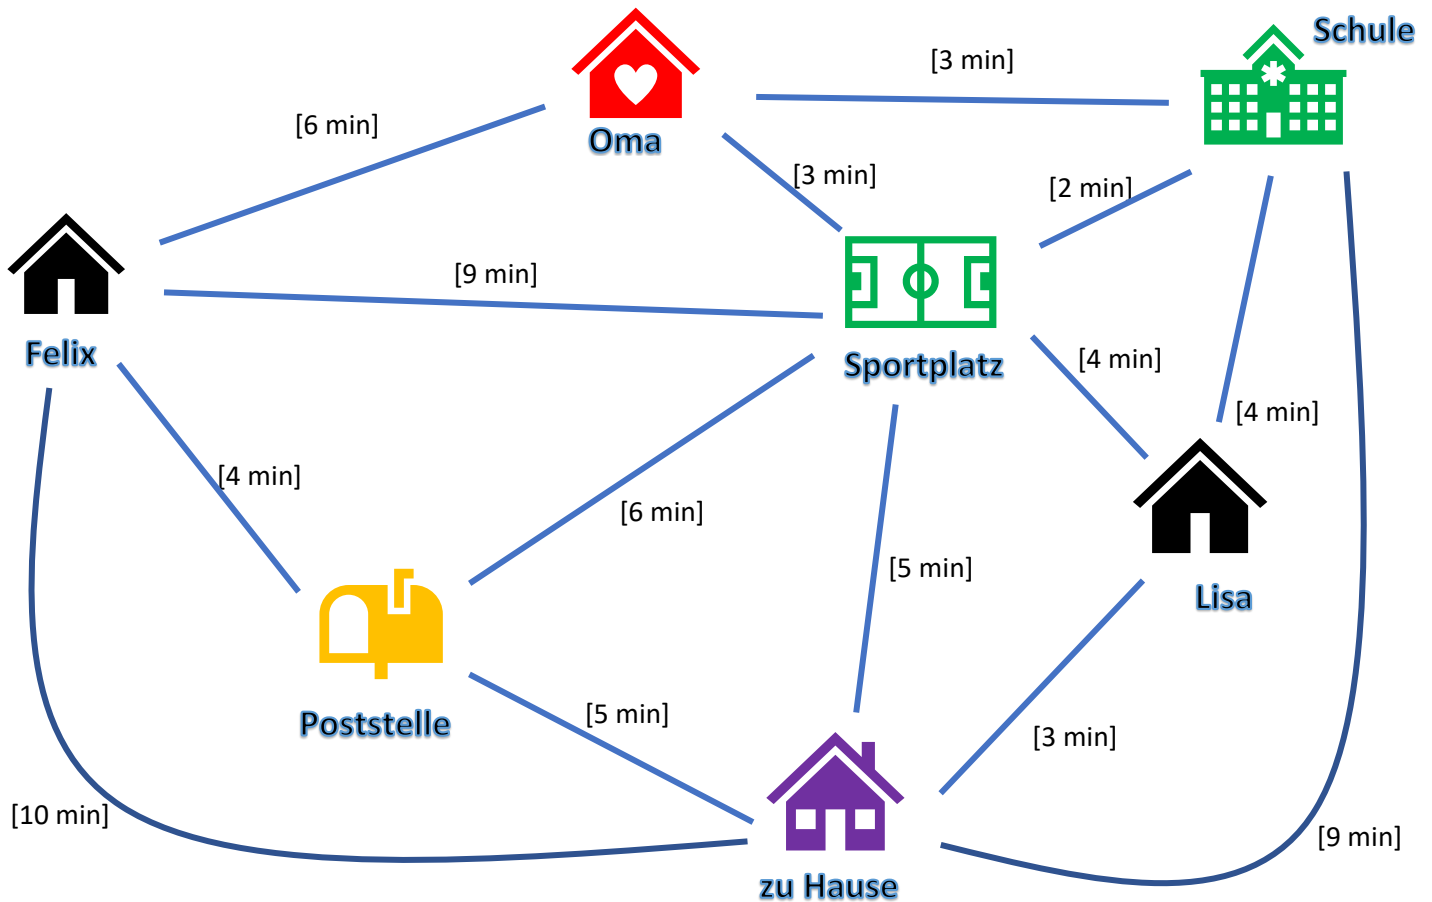 Schule
[3 min]
[6 min]
Oma
[3 min]
[2 min]
[9 min]
Felix
Sportplatz
[4 min]
[4 min]
[4 min]
[6 min]
[5 min]
Lisa
Poststelle
[5 min]
[3 min]
[10 min]
[9 min]
zu Hause